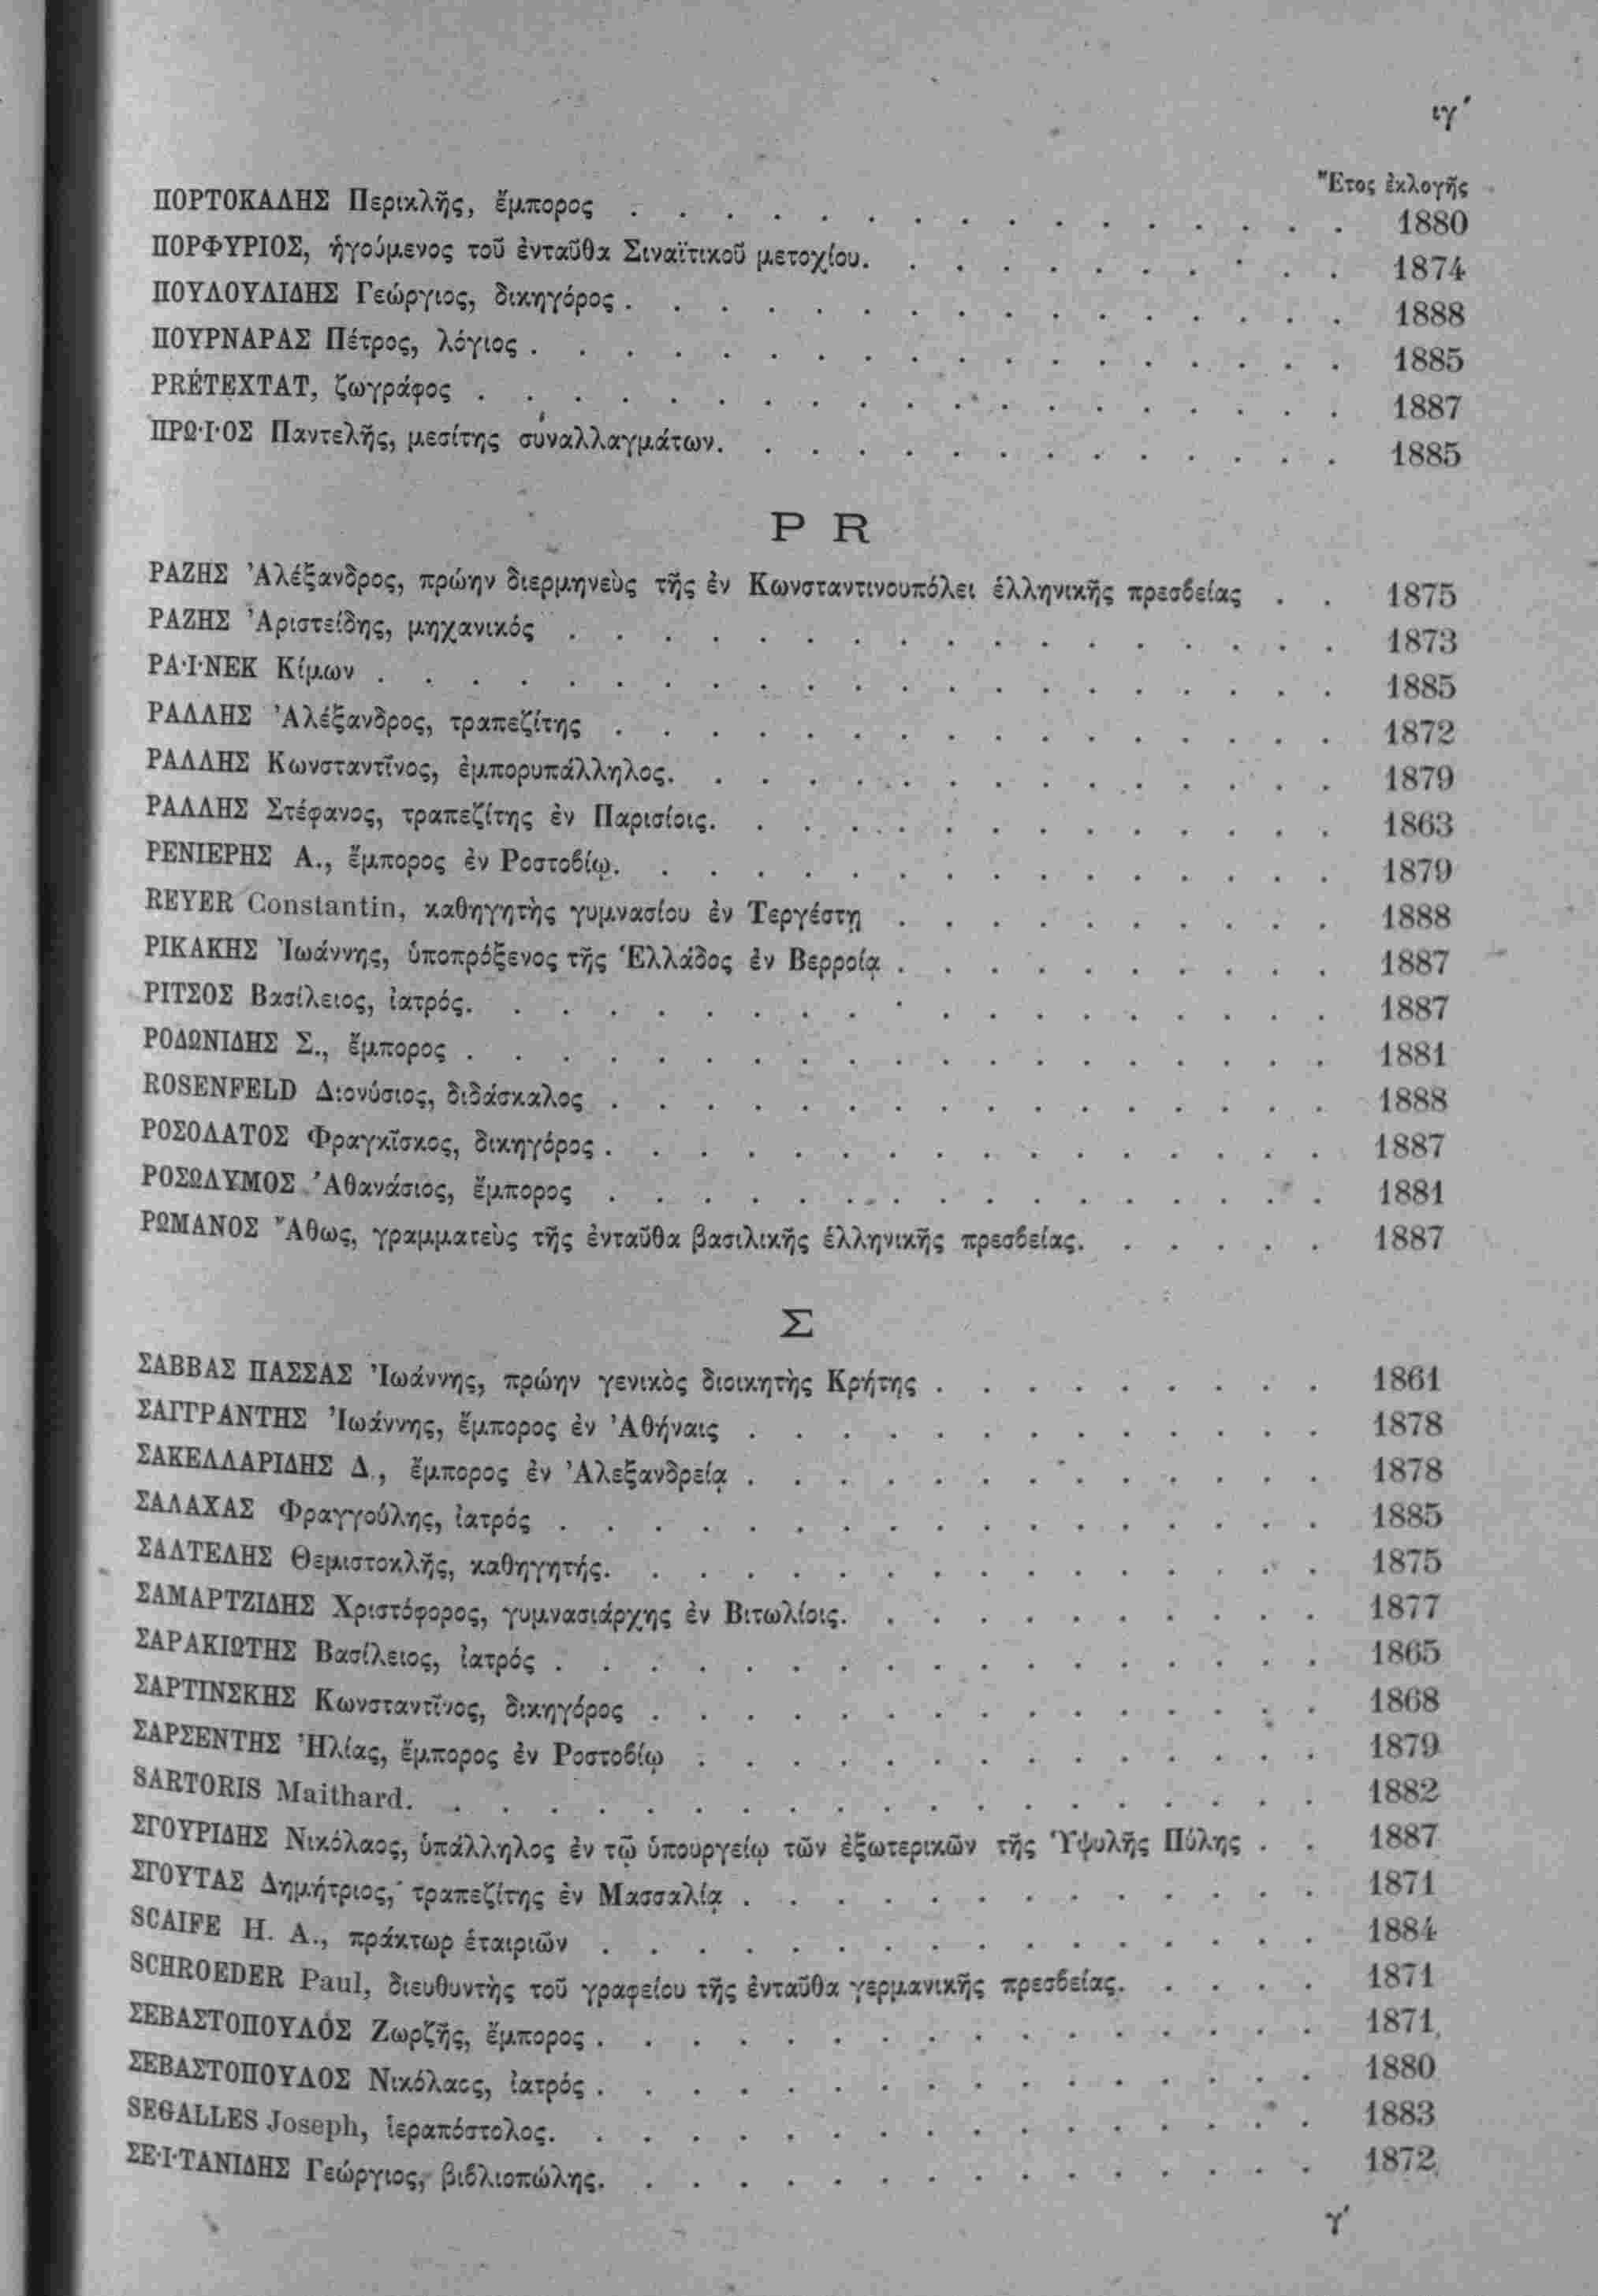 ιγ΄
Ἔτος ἐκλογῆς
ΠΟΡΤΟΚΑΛΗΣ Περικλῆς, ἔμπορος . . . . . . . . . . . . . . . . 1880
ΠΟΡΦΥΡΙΟΣ, ἡγούμενος τοῦ ἐνταῦθα Σιναϊτικοῦ μετοχίου. . . . . . . . . . . 1874
ΠΟΥΛΟΥΛΙΔΗΣ Γεώργιος, δικηγόρος . . . . . . . . . . . . . . . . 1888
ΠΟΥΡΝΑΡΑΣ Πέτρος, λόγιος . . . . . . . . . . . . . . . . . . 1885
PRÉTEXTAT, ζωγράφος . . . . . . . . . . . . . . . . . . . 1887
ΠΡΩ·Ι·ΟΣ Παντελῆς, μεσίτης συναλλαγμάτων. . . . . . . . . . . . . . 1885
Ρ R
ΡΑΖΗΣ Ἀλέξανδρος, πρώην διερμηνεὺς τῆς ἐν Κωνσταντινουπόλει ἑλληνικῆς πρεσβείας . . 1875
ΡΑΖΗΣ Ἀριστείδης, μηχανικός . . . . . . . . . . . . . . . . . 1873
ΡΑ·Ι·ΝΕΚ Κίμων . . . . . . . . . . . . . . . . . . . . . 1885
ΡΑΛΛΗΣ Ἀλέξανδρος, τραπεζίτης . . . . . . . . . . . . . . . . 1872
ΡΑΛΛΗΣ Κωνσταντῖνος, ἐμπορυπάλληλος. . . . . . . . . . . . . . . 1879
ΡΑΛΛΗΣ Στέφανος, τραπεζίτης ἐν Παρισίοις. . . . . . . . . . . . . . 1863
ΡΕΝΙΕΡΗΣ Α., ἔμπορος ἐν Ροστοβίῳ. . . . . . . . . . . . . . . . 1879
REYER Constantin, καθηγητὴς γυμνασίου ἐν Τεργέστῃ . . . . . . . . . . 1888
ΡΙΚΑΚΗΣ Ἰωάννης, ὑποπρόξενος τῆς Ἑλλάδος ἐν Βερροίᾳ . . . . . . . . . . 1887
ΡΙΤΣΟΣ Βασίλειος, ἰατρός. . . . . . . . . . . . . . . . . . . 1887
ΡΟΔΩΝΙΔΗΣ Σ., ἔμπορος . . . . . . . . . . . . . . . . . . . 1881
ROSENFELD Διονύσιος, διδάσκαλος . . . . . . . . . . . . . . . . 1888
ΡΟΣΟΛΑΤΟΣ Φραγκῖσκος, δικηγόρος . . . . . . . . . . . . . . . . 1887
ΡΟΣΩΛΥΜΟΣ Ἀθανάσιος, ἔμπορος . . . . . . . . . . . . . . . . 1881
ΡΩΜΑΝΟΣ Ἄθως, γραμματεὺς τῆς ἐνταῦθα βασιλικῆς ἑλληνικῆς πρεσβείας. . . . . . 1887
Σ
ΣΑΒΒΑΣ ΠΑΣΣΑΣ Ἰωάννης, πρώην γενικὸς διοικητὴς Κρήτης . . . . . . . . . 1861
ΣΑΓΓΡΑΝΤΗΣ Ἰωάννης, ἔμπορος ἐν Ἀθήναις . . . . . . . . . . . . . 1878
ΣΑΚΕΛΛΑΡΙΔΗΣ Δ., ἔμπορος ἐν Ἀλεξανδρείᾳ . . . . . . . . . . . . . 1878
ΣΑΛΑΧΑΣ Φραγγούλης, ἰατρός . . . . . . . . . . . . . . . . . 1885
ΣΑΛΤΕΛΗΣ Θεμιστοκλῆς, καθηγητής. . . . . . . . . . . . . . . . 1875
ΣΑΜΑΡΤΖΙΔΗΣ Χριστόφορος, γυμνασιάρχης ἐν Βιτωλίοις. . . . . . . . . . . 1877
ΣΑΡΑΚΙΩΤΗΣ Βασίλειος, ἰατρός . . . . . . . . . . . . . . . . . 1865
ΣΑΡΤΙΝΣΚΗΣ Κωνσταντῖνος, δικηγόρος . . . . . . . . . . . . . . . 1868
ΣΑΡΣΕΝΤΗΣ Ἠλίας, ἔμπορος ἐν Ροστοβίῳ . . . . . . . . . . . . . . 1879
SARTORIS Maithard. . . . . . . . . . . . . . . . . . . . 1882
ΣΓΟΥΡΙΔΗΣ Νικόλαος, ὑπάλληλος ἐν τῷ ὑπουργείῳ τῶν ἐξωτερικῶν τῆς Ὑψυλῆς Πύλης . . 1887
ΣΓΟΥΤΑΣ Δημήτριος, τραπεζίτης ἐν Μασσαλίᾳ . . . . . . . . . . . . . 1871
SCAIFE H. A., πράκτωρ ἑταιριῶν . . . . . . . . . . . . . . . . 1884
SCHROEDER Paul, διευθυντὴς τοῦ γραφείου τῆς ἐνταῦθα γερμανικῆς πρεσβείας. . . . . 1871
ΣΕΒΑΣΤΟΠΟΥΛΟΣ Ζωρζῆς, ἔμπορος . . . . . . . . . . . . . . . . 1871
ΣΕΒΑΣΤΟΠΟΥΛΟΣ Νικόλαος, ἰατρός . . . . . . . . . . . . . . . . 1880
SEGALLES Joseph, ἱεραπόστολος. . . . . . . . . . . . . . . . . 1883
ΣΕ·Ι·ΤΑΝΙΔΗΣ Γεώργιος, βιβλιοπώλης. . . . . . . . . . . . . . . . 1872
γ΄